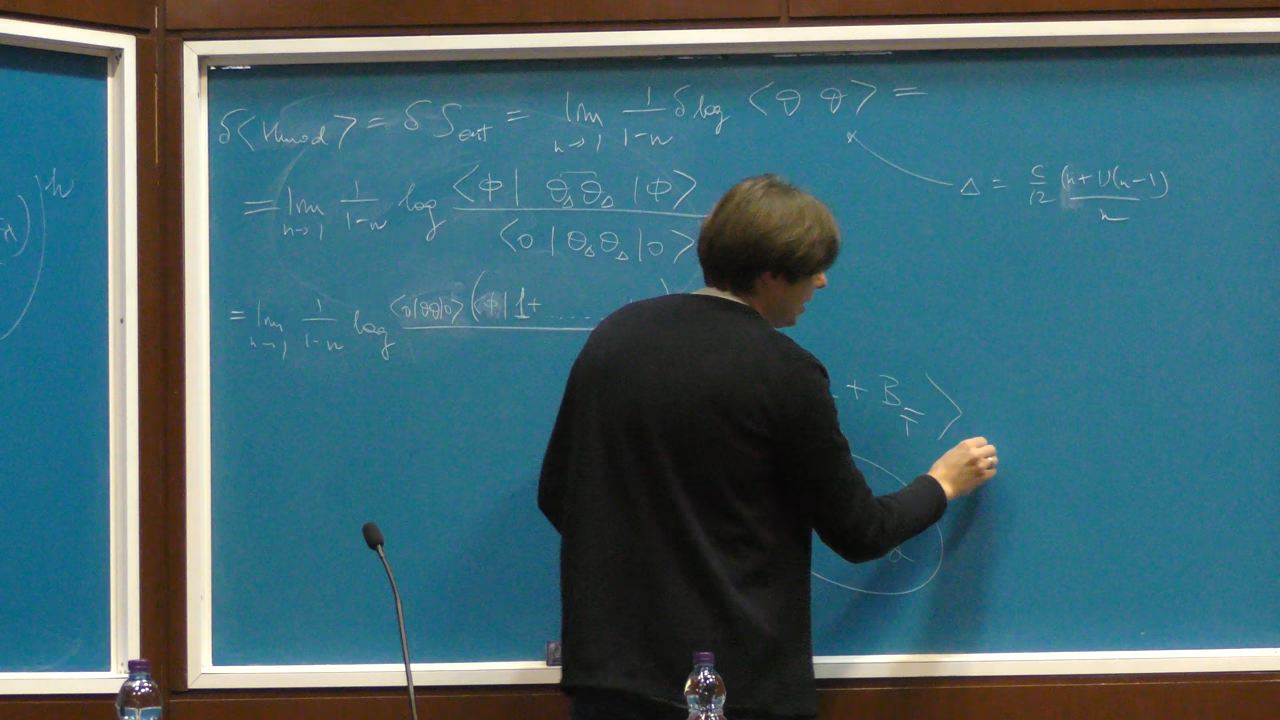 )^n
δ⟨Hmod⟩ = δ S_ent = lim_{n→1} 1/(1-n) δ log ⟨Θ Θ⟩ =
Δ = c/12 (n+1)(n-1)/n
= lim_{n→1} 1/(1-n) log ⟨Φ| Θ_Δ Θ_Δ |Φ⟩ / ⟨0| Θ_Δ Θ_Δ |0⟩
= lim_{n→1} 1/(1-n) log ⟨0|ΘΘ|0⟩ (⟨Φ| 1 + .... )
+ B_T̄ ⟩
a